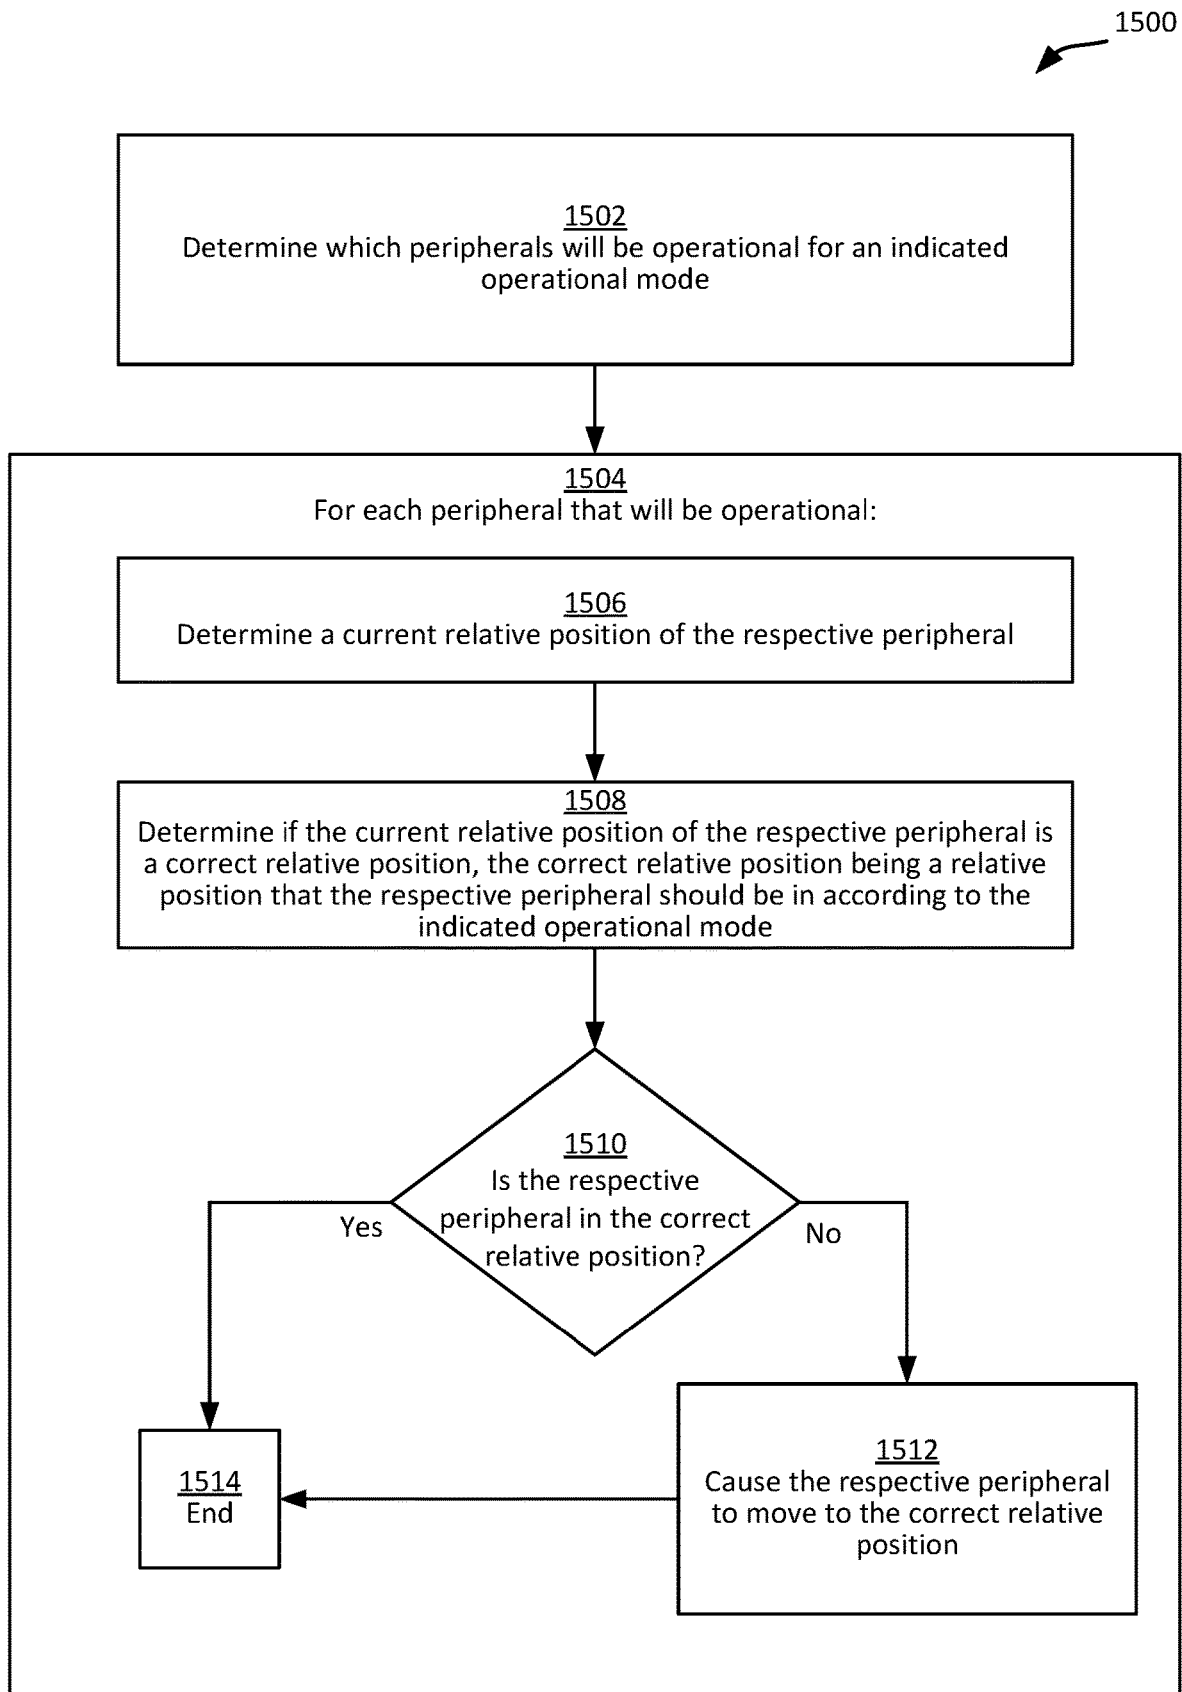 1500
1502
Determine which peripherals will be operational for an indicated
operational mode
1504
For each peripheral that will be operational:
1506
Determine a current relative position of the respective peripheral
1508
Determine if the current relative position of the respective peripheral is
a correct relative position, the correct relative position being a relative
position that the respective peripheral should be in according to the
indicated operational mode
1510
Is the respective
peripheral in the correct
relative position?
Yes
No
1512
Cause the respective peripheral
to move to the correct relative
position
1514
End